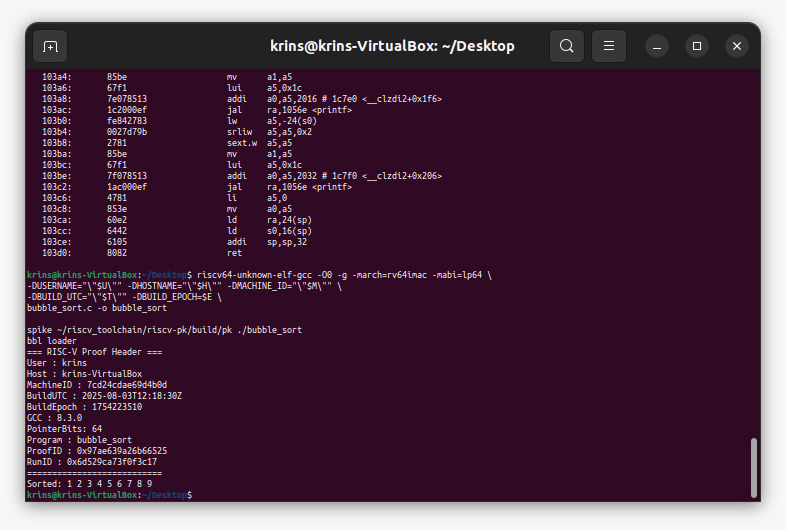 krins@krins-VirtualBox: ~/Desktop
103a4: 85be mv a1,a5
103a6: 67f1 lui a5,0x1c
103a8: 7e078513 addi a0,a5,2016 # 1c7e0 <__clzdi2+0x1f6>
103ac: 1c2000ef jal ra,1056e <printf>
103b0: fe842783 lw a5,-24(s0)
103b4: 0027d79b srliw a5,a5,0x2
103b8: 2781 sext.w a5,a5
103ba: 85be mv a1,a5
103bc: 67f1 lui a5,0x1c
103be: 7f078513 addi a0,a5,2032 # 1c7f0 <__clzdi2+0x206>
103c2: 1ac000ef jal ra,1056e <printf>
103c6: 4781 li a5,0
103c8: 853e mv a0,a5
103ca: 60e2 ld ra,24(sp)
103cc: 6442 ld s0,16(sp)
103ce: 6105 addi sp,sp,32
103d0: 8082 ret
krins@krins-VirtualBox:~/Desktop$ riscv64-unknown-elf-gcc -O0 -g -march=rv64imac -mabi=lp64 \
-DUSERNAME="\"$U\"" -DHOSTNAME="\"$H\"" -DMACHINE_ID="\"$M\"" \
-DBUILD_UTC="\"$T\"" -DBUILD_EPOCH=$E \
bubble_sort.c -o bubble_sort
spike ~/riscv_toolchain/riscv-pk/build/pk ./bubble_sort
bbl loader
=== RISC-V Proof Header ===
User : krins
Host : krins-VirtualBox
MachineID : 7cd24cdae69d4b0d
BuildUTC : 2025-08-03T12:18:30Z
BuildEpoch : 1754223510
GCC : 8.3.0
PointerBits: 64
Program : bubble_sort
ProofID : 0x97ae639a26b66525
RunID : 0x6d529ca73f0f3c17
===========================
Sorted: 1 2 3 4 5 6 7 8 9
krins@krins-VirtualBox:~/Desktop$